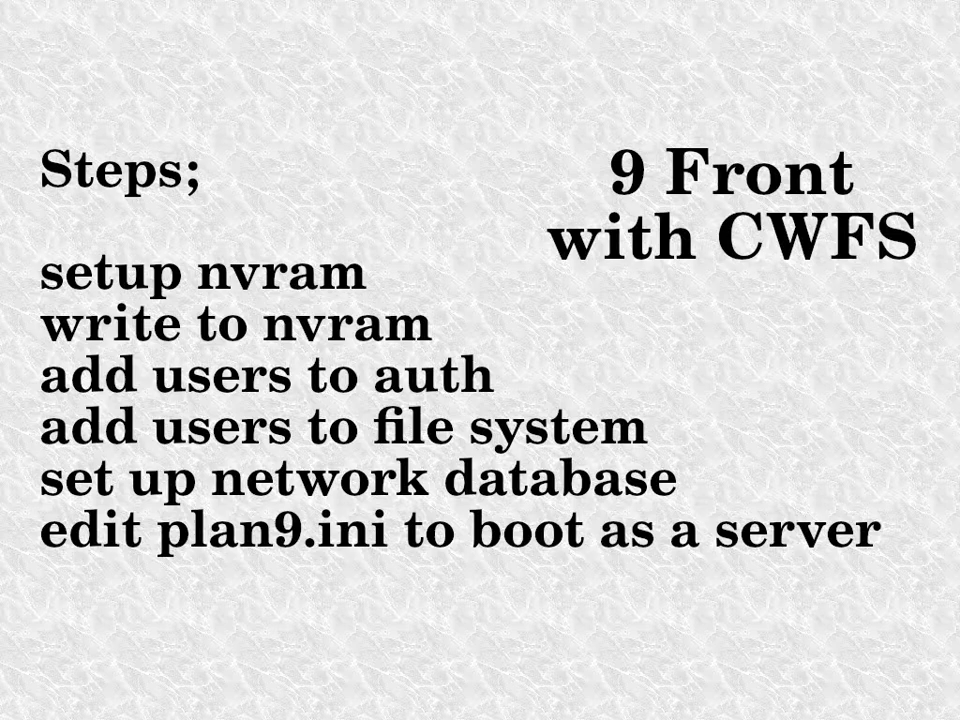 Steps;
9 Front
with CWFS
setup nvram
write to nvram
add users to auth
add users to file system
set up network database
edit plan9.ini to boot as a server